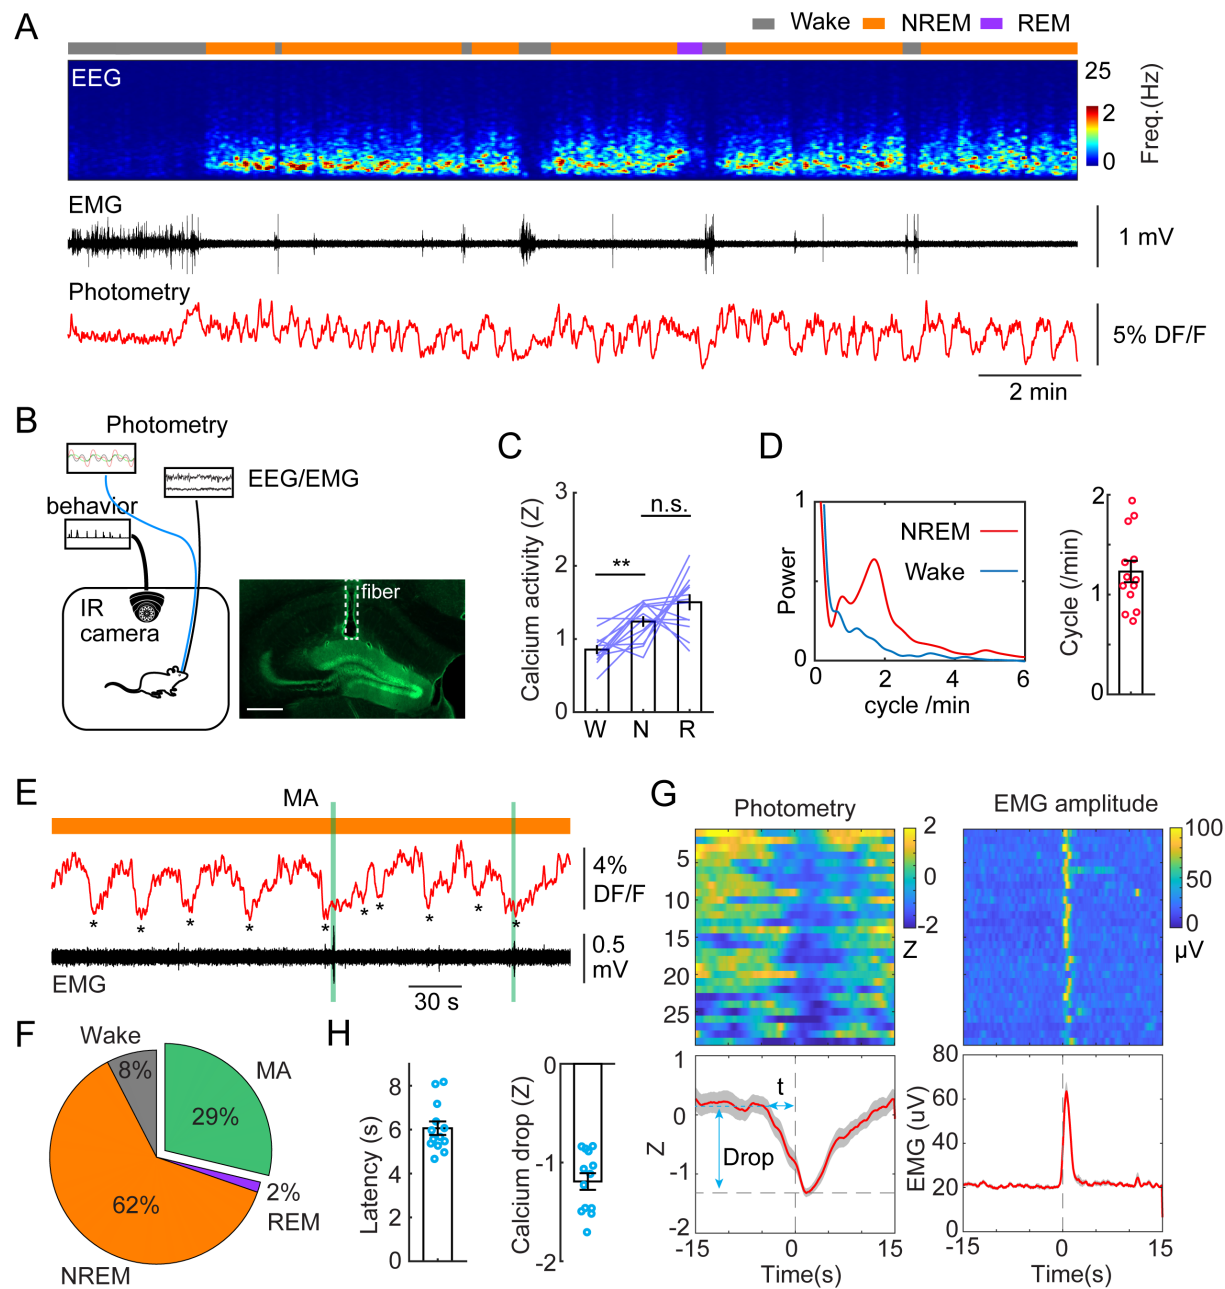 A
Wake NREM REM
EEG
25
2
0
Freq.(Hz)
EMG
1 mV
Photometry
5% DF/F
2 min
B
Photometry
EEG/EMG
behavior
IR
camera
fiber
C
Calcium activity (Z)
3
2
1
0
**
n.s.
W N R
D
Power
1
0
NREM
Wake
0 2 4 6
cycle /min
Cycle (/min)
2
1
0
E
MA
4%
DF/F
* * * * * * * * * *
0.5
mV
EMG
30 s
F
Wake
8%
MA
29%
2%
REM
62%
NREM
H
Latency (s)
8
6
4
2
0
Calcium drop (Z)
0
-1
-2
G
Photometry
5
10
15
20
25
2
0
-2
Z
EMG amplitude
100
50
0
µV
Z
1
0
-1
-2
t
Drop
-15 0 15
Time(s)
EMG (uV)
80
60
40
20
0
-15 0 15
Time(s)